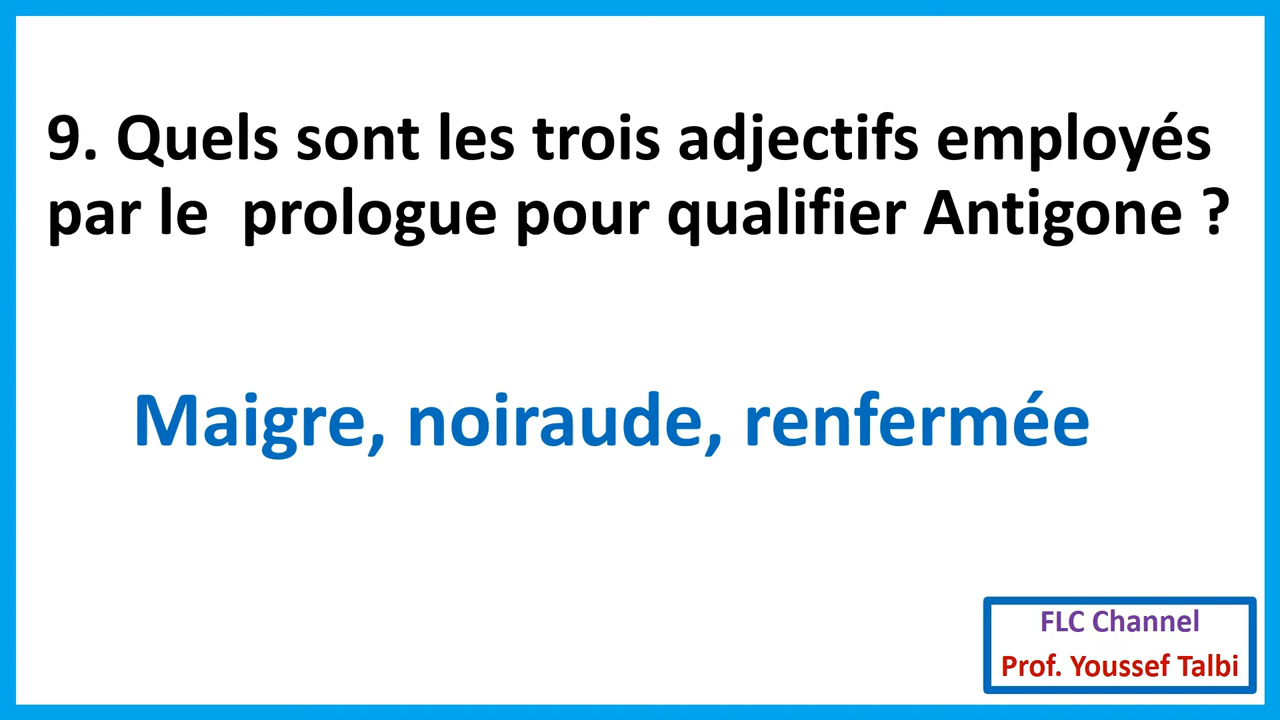 9. Quels sont les trois adjectifs employés
par le  prologue pour qualifier Antigone ?
Maigre, noiraude, renfermée
FLC Channel
Prof. Youssef Talbi